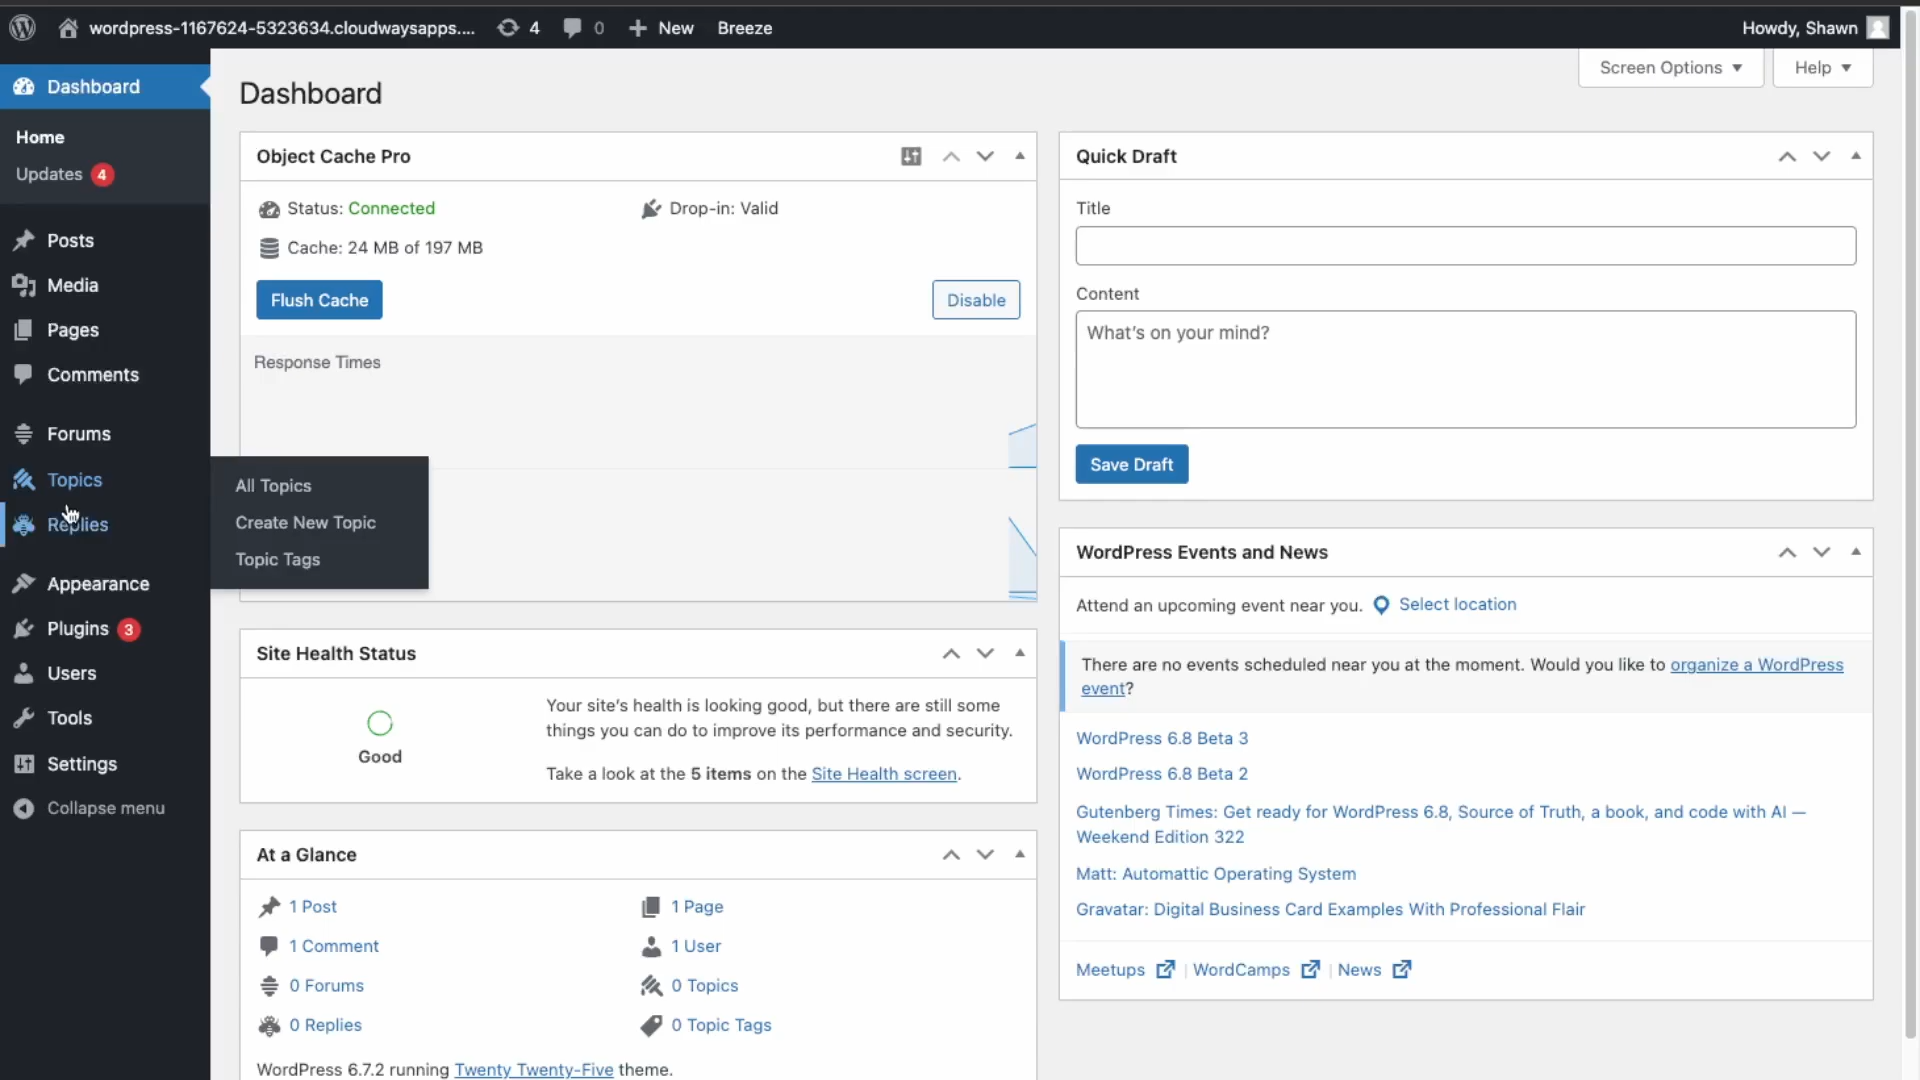 wordpress-1167624-5323634.cloudwaysapps.... 4 0 New Breeze Howdy, Shawn
Screen Options Help
Dashboard
Home
Updates 4
Posts
Media
Pages
Comments
Forums
Topics
Replies
Appearance
Plugins 3
Users
Tools
Settings
Collapse menu
All Topics
Create New Topic
Topic Tags
Dashboard
Object Cache Pro
Status: Connected
Drop-in: Valid
Cache: 24 MB of 197 MB
Flush Cache
Disable
Response Times
Site Health Status
Good
Your site's health is looking good, but there are still some
things you can do to improve its performance and security.
Take a look at the 5 items on the Site Health screen.
At a Glance
1 Post
1 Page
1 Comment
1 User
0 Forums
0 Topics
0 Replies
0 Topic Tags
WordPress 6.7.2 running Twenty Twenty-Five theme.
Quick Draft
Title
Content
What's on your mind?
Save Draft
WordPress Events and News
Attend an upcoming event near you. Select location
There are no events scheduled near you at the moment. Would you like to organize a WordPress
event?
WordPress 6.8 Beta 3
WordPress 6.8 Beta 2
Gutenberg Times: Get ready for WordPress 6.8, Source of Truth, a book, and code with AI —
Weekend Edition 322
Matt: Automattic Operating System
Gravatar: Digital Business Card Examples With Professional Flair
Meetups | WordCamps | News